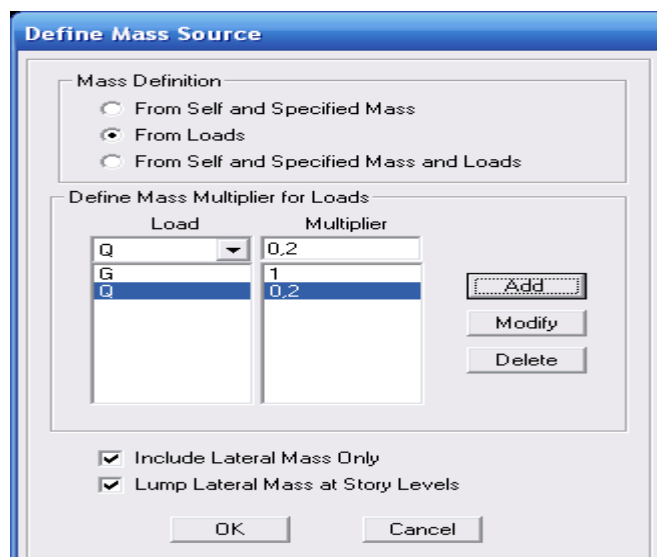 Define Mass Source
Mass Definition
From Self and Specified Mass
From Loads
From Self and Specified Mass and Loads
Define Mass Multiplier for Loads
Load Multiplier
Q 0,2
G 1
Q 0,2
Add
Modify
Delete
Include Lateral Mass Only
Lump Lateral Mass at Story Levels
OK Cancel